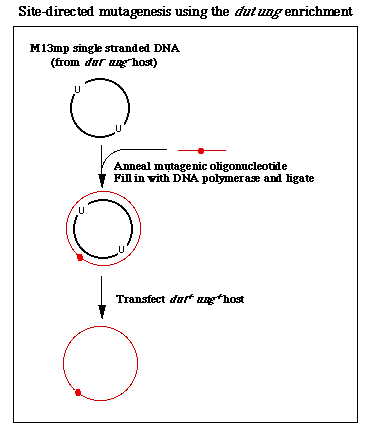 Site-directed mutagenesis using the dut ung enrichment
M13mp single stranded DNA
(from dut⁻ ung⁻ host)
U
U
Anneal mutagenic oligonucleotide
Fill in with DNA polymerase and ligate
U
U
Transfect dut⁺ ung⁺ host